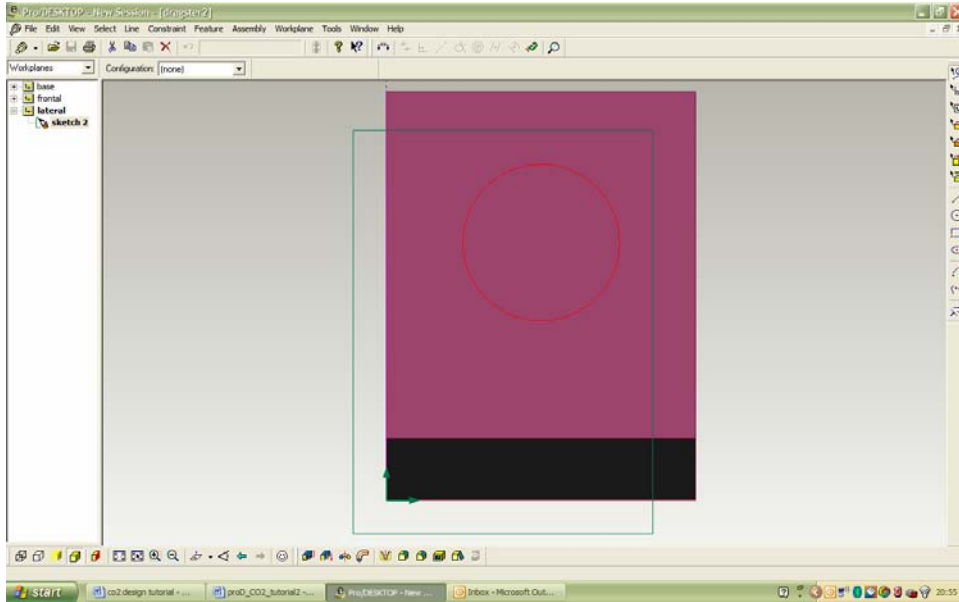 Pro/DESKTOP - New Session - [dragster2]
File Edit View Select Line Constraint Feature Assembly Workplane Tools Window Help
Workplanes Configuration: (none)
base
frontal
lateral
sketch 2
start co2 design tutorial - ... proD_CO2_tutorial2 -... Pro/DESKTOP - New ... Inbox - Microsoft Out... 20:55